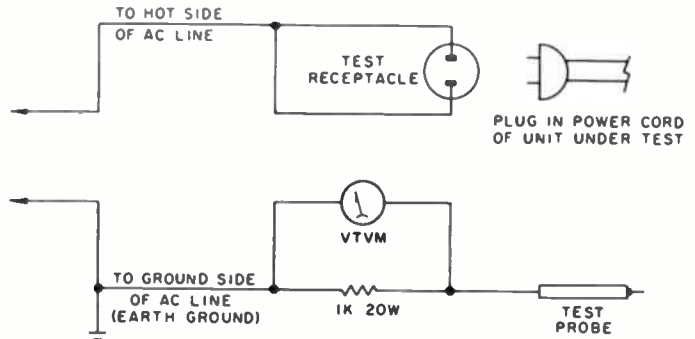 TO HOT SIDE
OF AC LINE
TEST
RECEPTACLE
PLUG IN POWER CORD
OF UNIT UNDER TEST
VTVM
TO GROUND SIDE
OF AC LINE
(EARTH GROUND)
1K 20W
TEST
PROBE